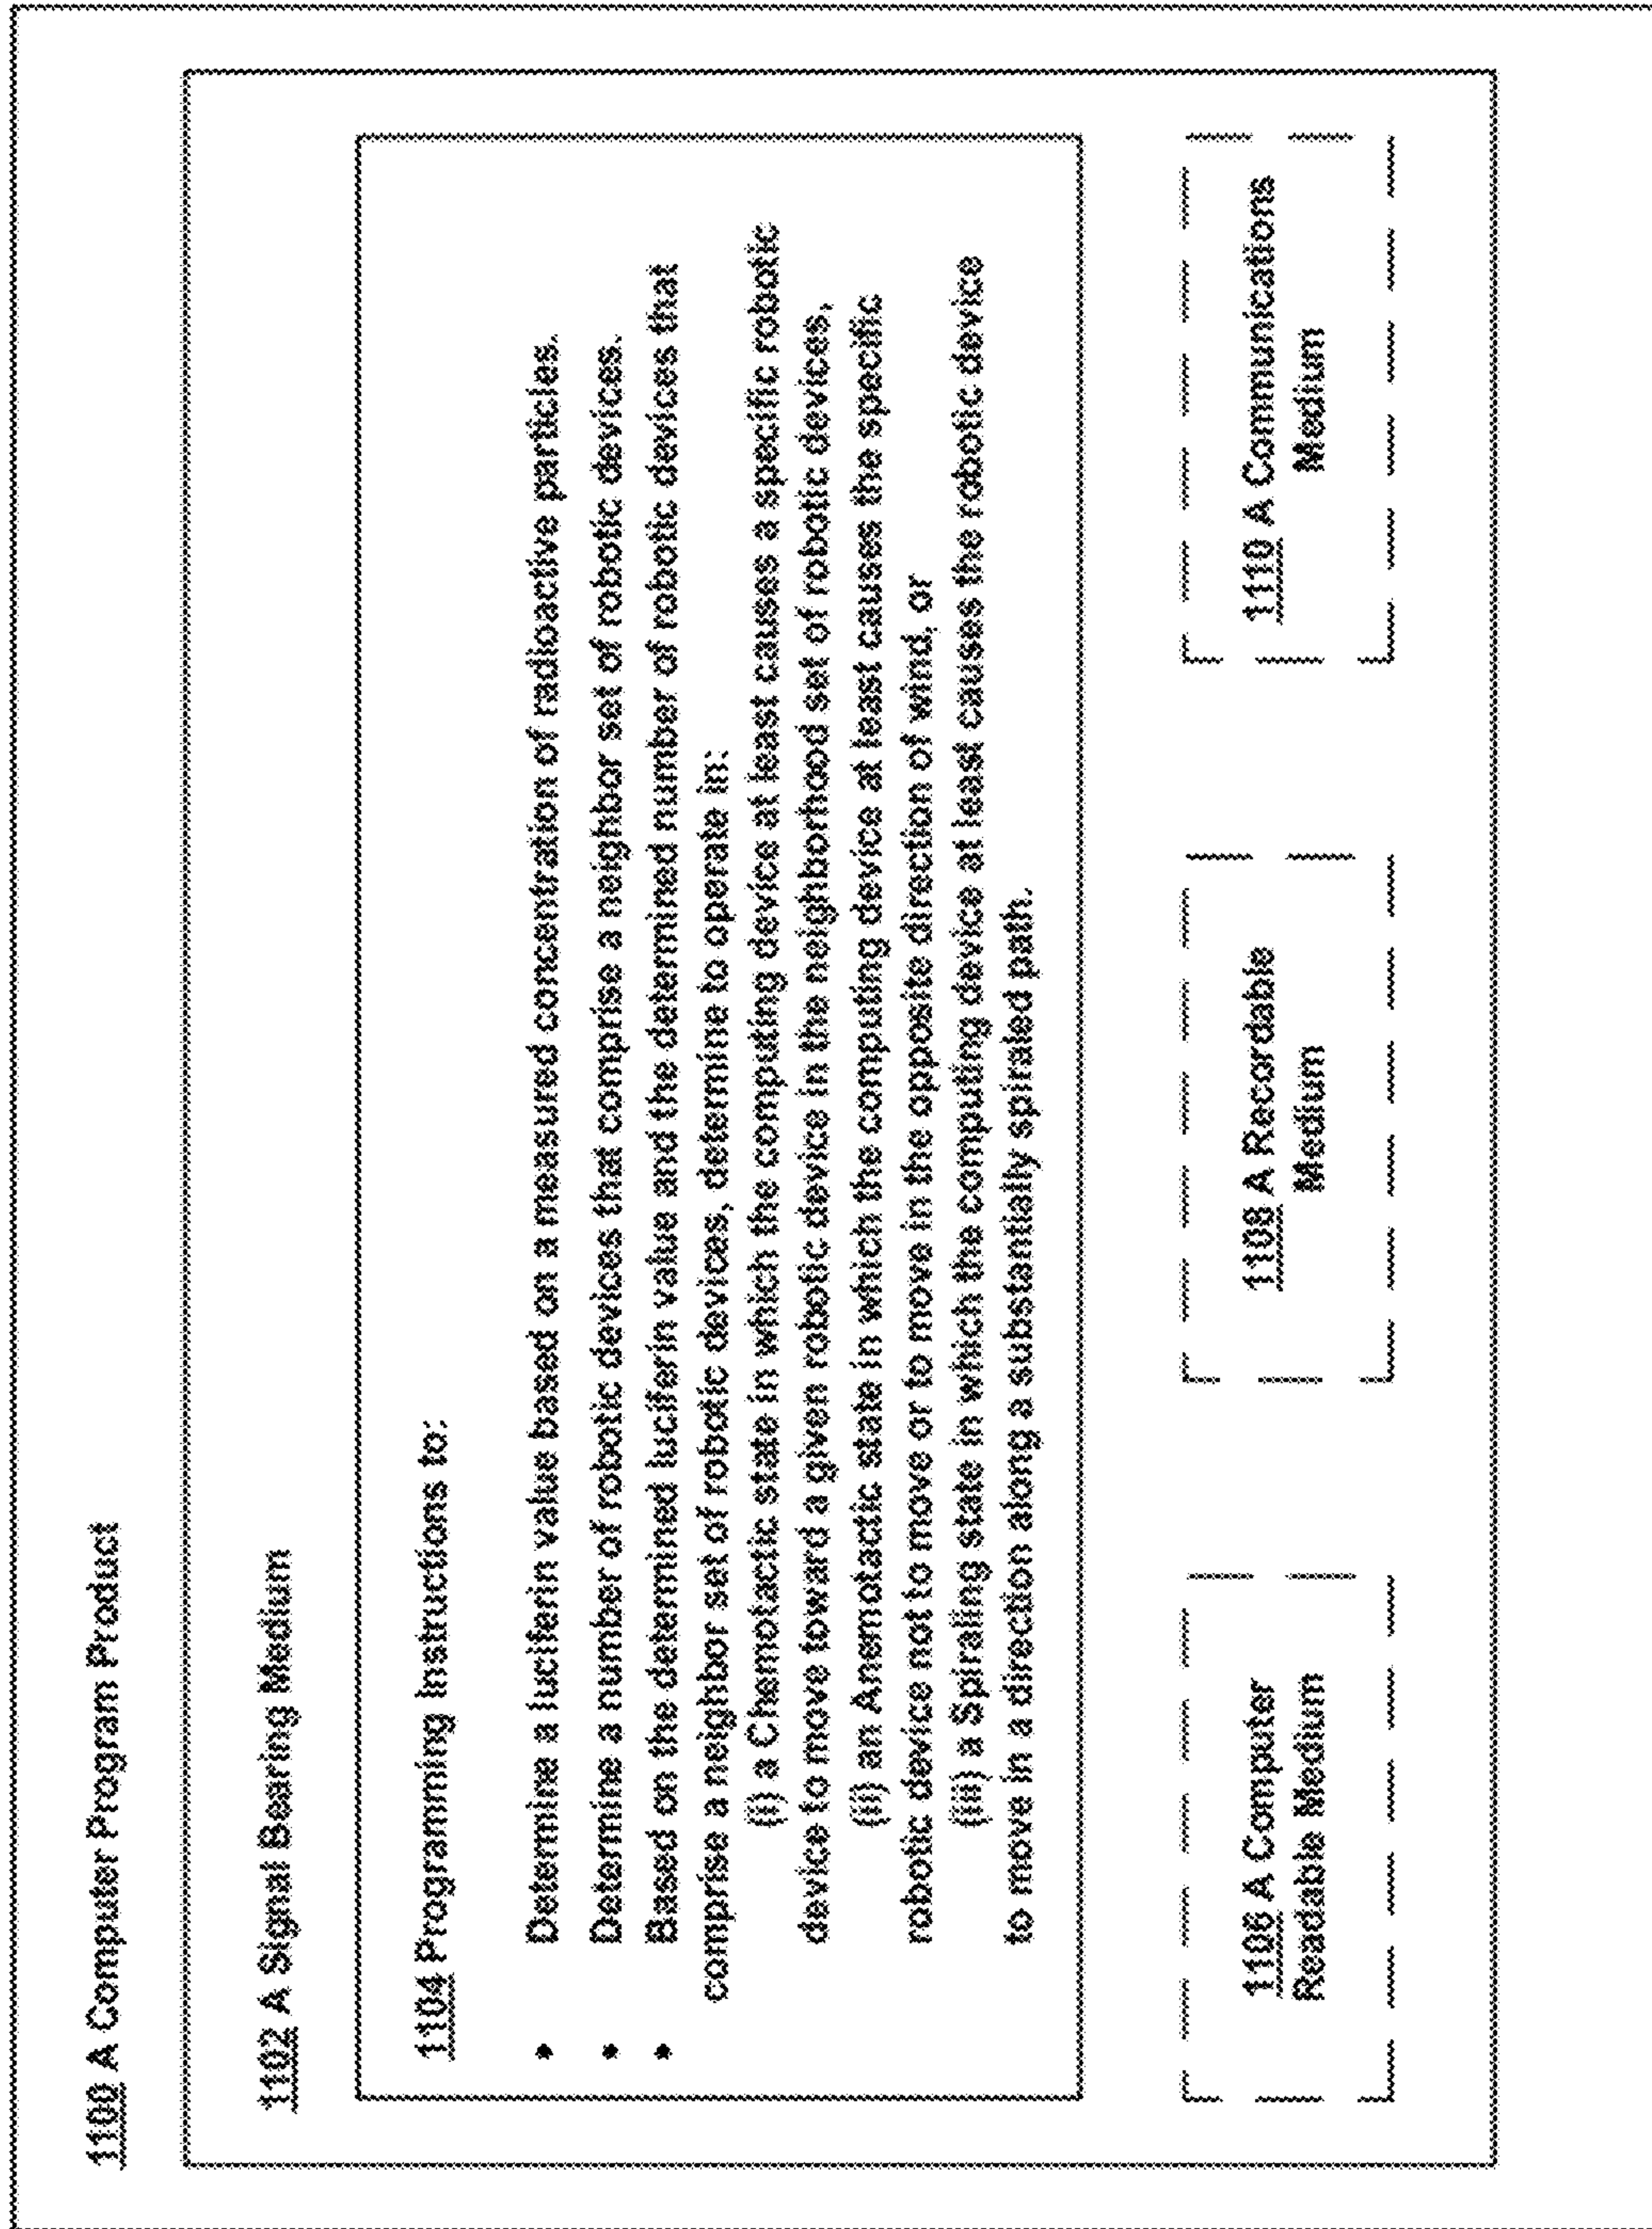 1100 A Computer Program Product
1102 A Signal Bearing Medium
1104 Programming Instructions to:
• Determine a luciferin value based on a measured concentration of radioactive particles.
• Determine a number of robotic devices that comprise a neighbor set of robotic devices.
• Based on the determined luciferin value and the determined number of robotic devices that
comprise a neighbor set of robotic devices, determine to operate in:
(i) a Chemotactic state in which the computing device at least causes a specific robotic
device to move toward a given robotic device in the neighborhood set of robotic devices,
(ii) an Anemotactic state in which the computing device at least causes the specific
robotic device not to move or to move in the opposite direction of wind, or
(iii) a Spiraling state in which the computing device at least causes the robotic device
to move in a direction along a substantially spiraled path.
1106 A Computer
Readable Medium
1108 A Recordable
Medium
1110 A Communications
Medium